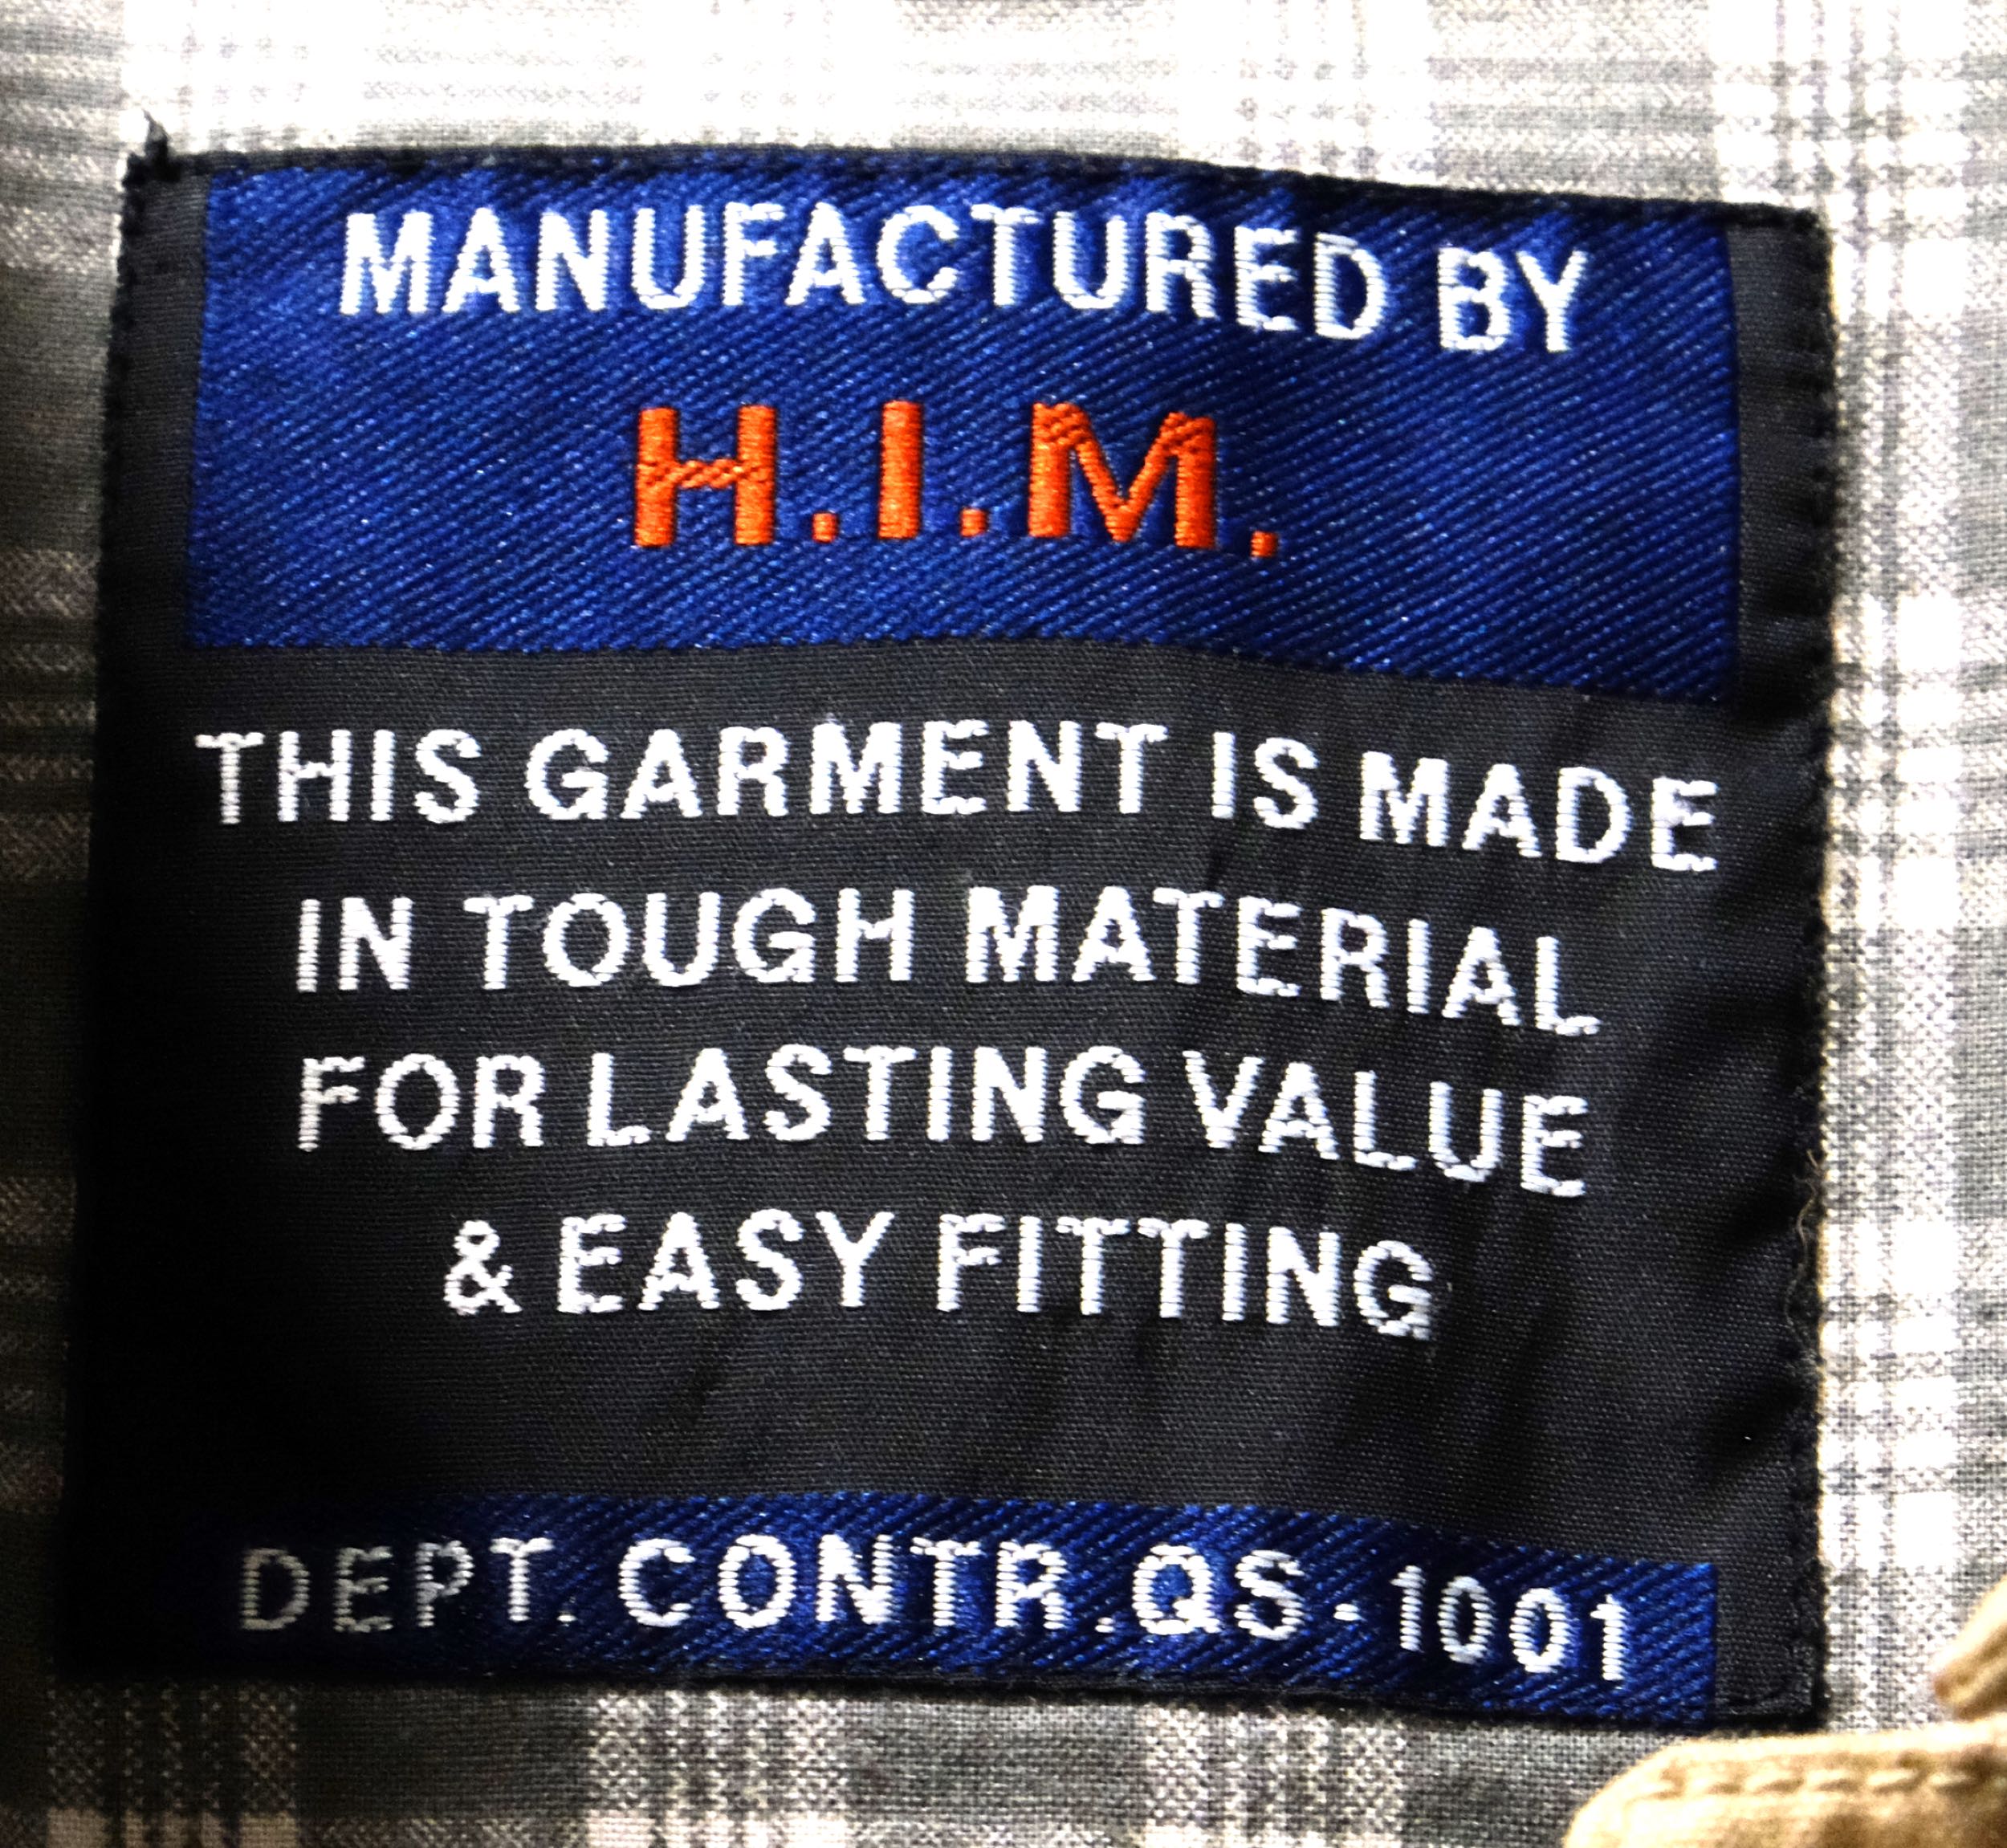 MANUFACTURED BY
H.I.M.
THIS GARMENT IS MADE
IN TOUGH MATERIAL
FOR LASTING VALUE
& EASY FITTING
DEPT. CONTR.QS-1001